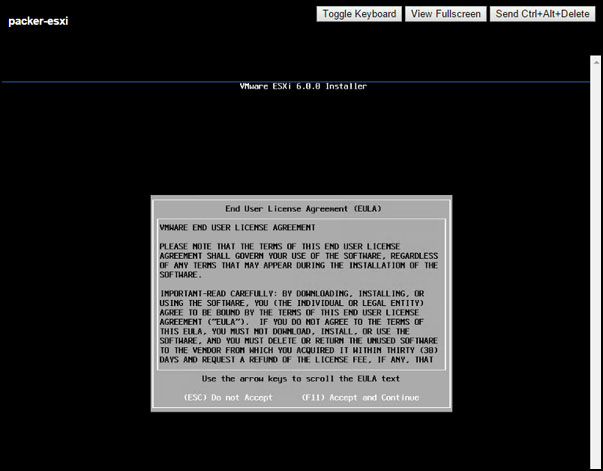 packer-esxi
Toggle Keyboard View Fullscreen Send Ctrl+Alt+Delete
VMware ESXi 6.0.0 Installer
End User License Agreement (EULA)
VMWARE END USER LICENSE AGREEMENT
PLEASE NOTE THAT THE TERMS OF THIS END USER LICENSE
AGREEMENT SHALL GOVERN YOUR USE OF THE SOFTWARE, REGARDLESS
OF ANY TERMS THAT MAY APPEAR DURING THE INSTALLATION OF THE
SOFTWARE.
IMPORTANT-READ CAREFULLY: BY DOWNLOADING, INSTALLING, OR
USING THE SOFTWARE, YOU (THE INDIVIDUAL OR LEGAL ENTITY)
AGREE TO BE BOUND BY THE TERMS OF THIS END USER LICENSE
AGREEMENT ("EULA"). IF YOU DO NOT AGREE TO THE TERMS OF
THIS EULA, YOU MUST NOT DOWNLOAD, INSTALL, OR USE THE
SOFTWARE, AND YOU MUST DELETE OR RETURN THE UNUSED SOFTWARE
TO THE VENDOR FROM WHICH YOU ACQUIRED IT WITHIN THIRTY (30)
DAYS AND REQUEST A REFUND OF THE LICENSE FEE, IF ANY, THAT
Use the arrow keys to scroll the EULA text
(ESC) Do not Accept (F11) Accept and Continue